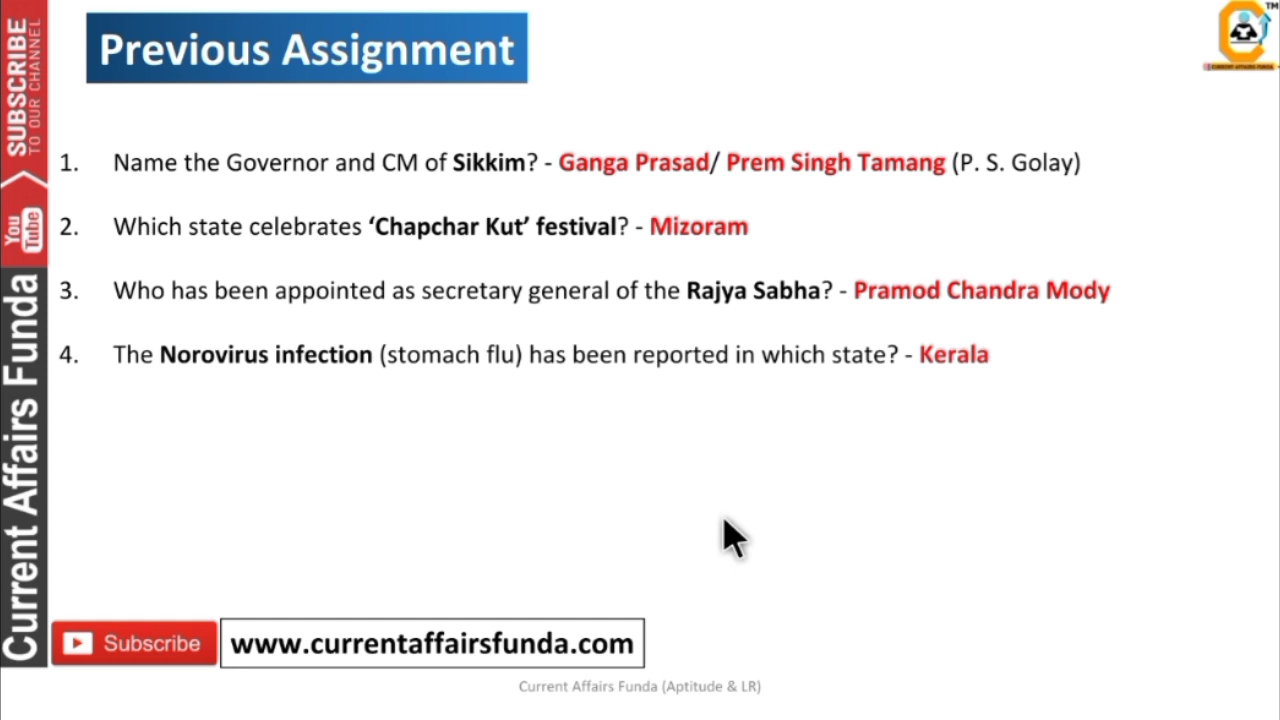 Previous Assignment
1. Name the Governor and CM of Sikkim? - Ganga Prasad/ Prem Singh Tamang (P. S. Golay)
2. Which state celebrates ‘Chapchar Kut’ festival? - Mizoram
3. Who has been appointed as secretary general of the Rajya Sabha? - Pramod Chandra Mody
4. The Norovirus infection (stomach flu) has been reported in which state? - Kerala
SUBSCRIBE
TO OUR CHANNEL
You
Tube
Current Affairs Funda
TM
CURRENT AFFAIRS FUNDA
Subscribe
www.currentaffairsfunda.com
Current Affairs Funda (Aptitude & LR)